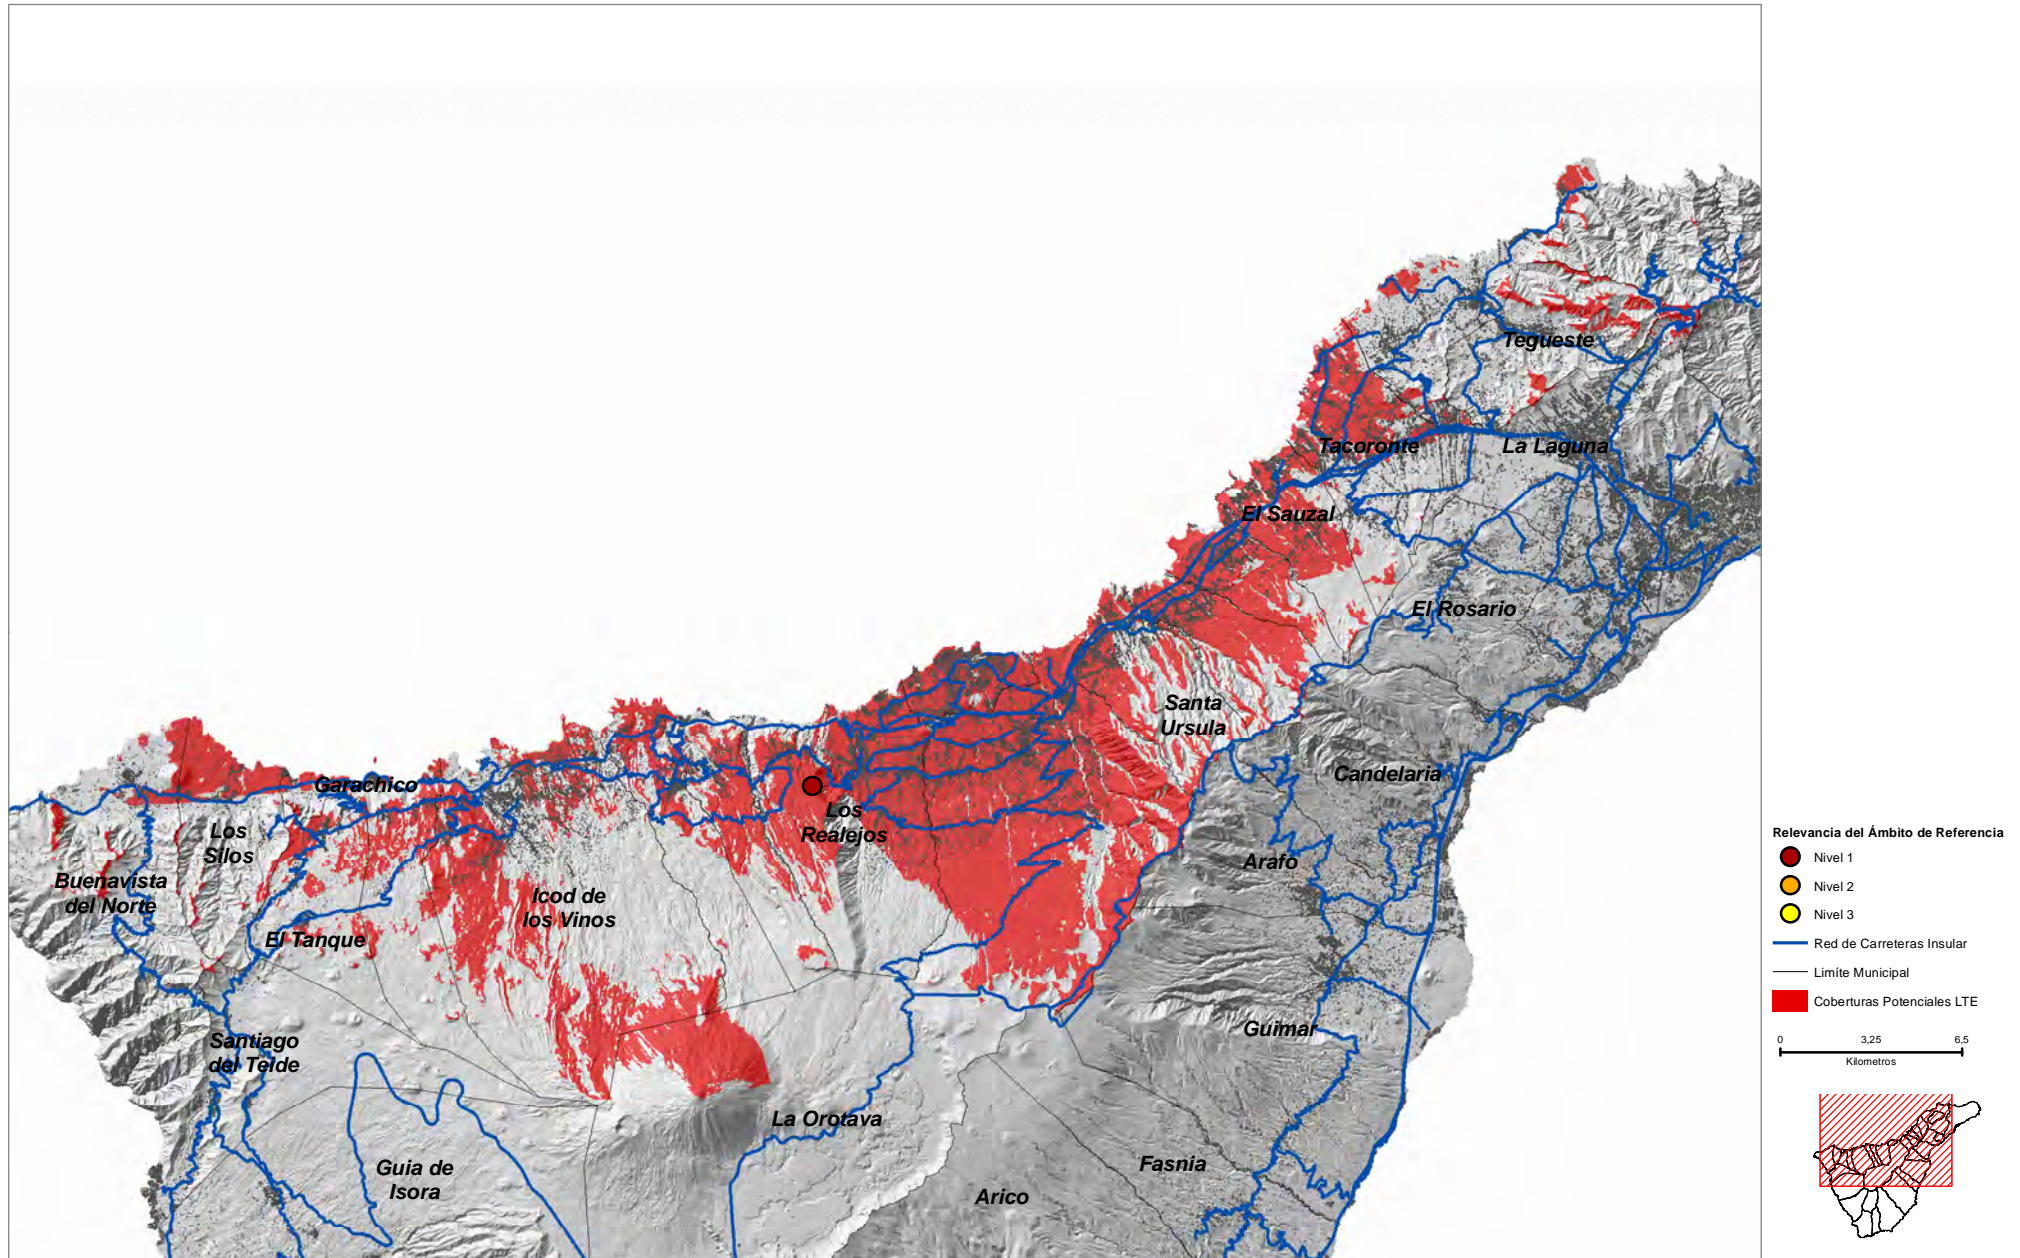 Tegueste
Tacoronte
La Laguna
El Sauzal
El Rosario
Santa
Ursula
Candelaria
Garachico
Los
Realejos
Los
Silos
Arafo
Buenavista
del Norte
Icod de
los Vinos
El Tanque
Guimar
Santiago
del Teide
La Orotava
Guia de
Isora
Fasnia
Arico
Relevancia del Ámbito de Referencia
Nivel 1
Nivel 2
Nivel 3
Red de Carreteras Insular
Limíte Municipal
Coberturas Potenciales LTE
0 3,25 6,5
Kilometros